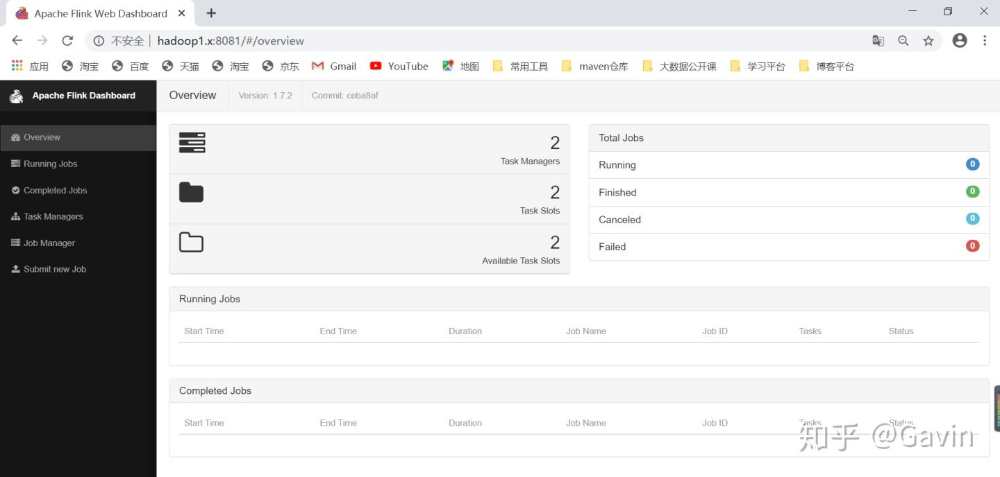 Apache Flink Web Dashboard
不安全 hadoop1.x:8081/#/overview
应用 淘宝 百度 天猫 淘宝 京东 Gmail YouTube 地图 常用工具 maven仓库 大数据公开课 学习平台 博客平台
Apache Flink Dashboard
Overview
Running Jobs
Completed Jobs
Task Managers
Job Manager
Submit new Job
Overview Version: 1.7.2 Commit: ceba8af
2
Task Managers
2
Task Slots
2
Available Task Slots
Total Jobs
Running 0
Finished 0
Canceled 0
Failed 0
Running Jobs
Start Time End Time Duration Job Name Job ID Tasks Status
Completed Jobs
Start Time End Time Duration Job Name Job ID Tasks Status
知乎 @Gavin